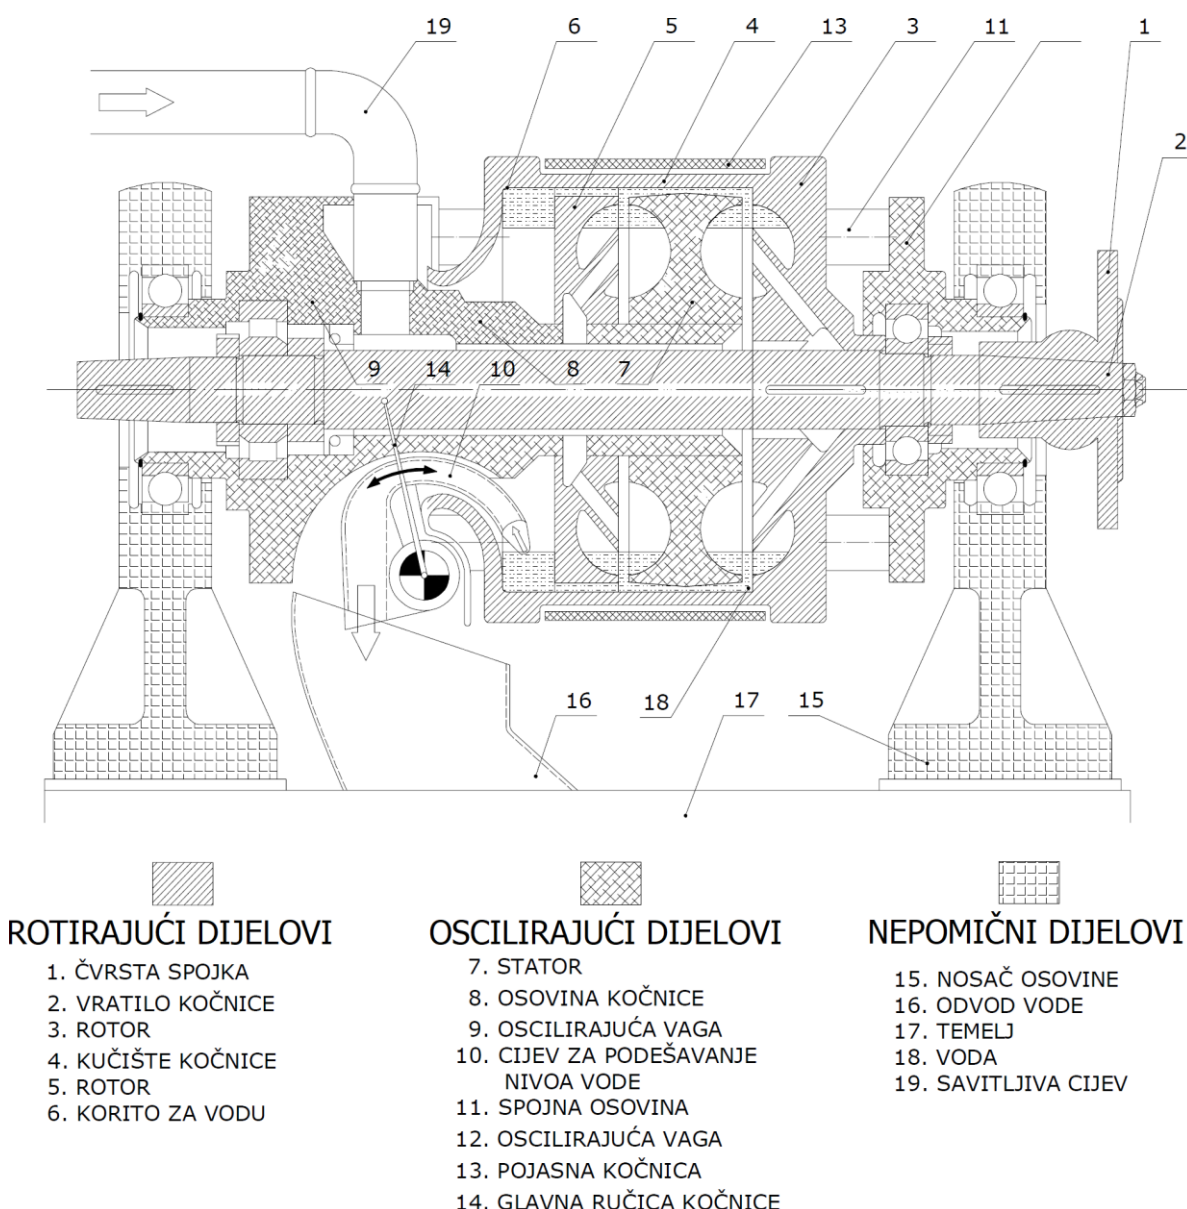 19
6
5
4
13
3
11
1
2
9
14
10
8
7
16
18
17
15
ROTIRAJUĆI DIJELOVI
1. ČVRSTA SPOJKA
2. VRATILO KOČNICE
3. ROTOR
4. KUČIŠTE KOČNICE
5. ROTOR
6. KORITO ZA VODU
OSCILIRAJUĆI DIJELOVI
7. STATOR
8. OSOVINA KOČNICE
9. OSCILIRAJUĆA VAGA
10. CIJEV ZA PODEŠAVANJE
NIVOA VODE
11. SPOJNA OSOVINA
12. OSCILIRAJUĆA VAGA
13. POJASNA KOČNICA
14. GLAVNA RUČICA KOČNICE
NEPOMIČNI DIJELOVI
15. NOSAČ OSOVINE
16. ODVOD VODE
17. TEMELJ
18. VODA
19. SAVITLJIVA CIJEV